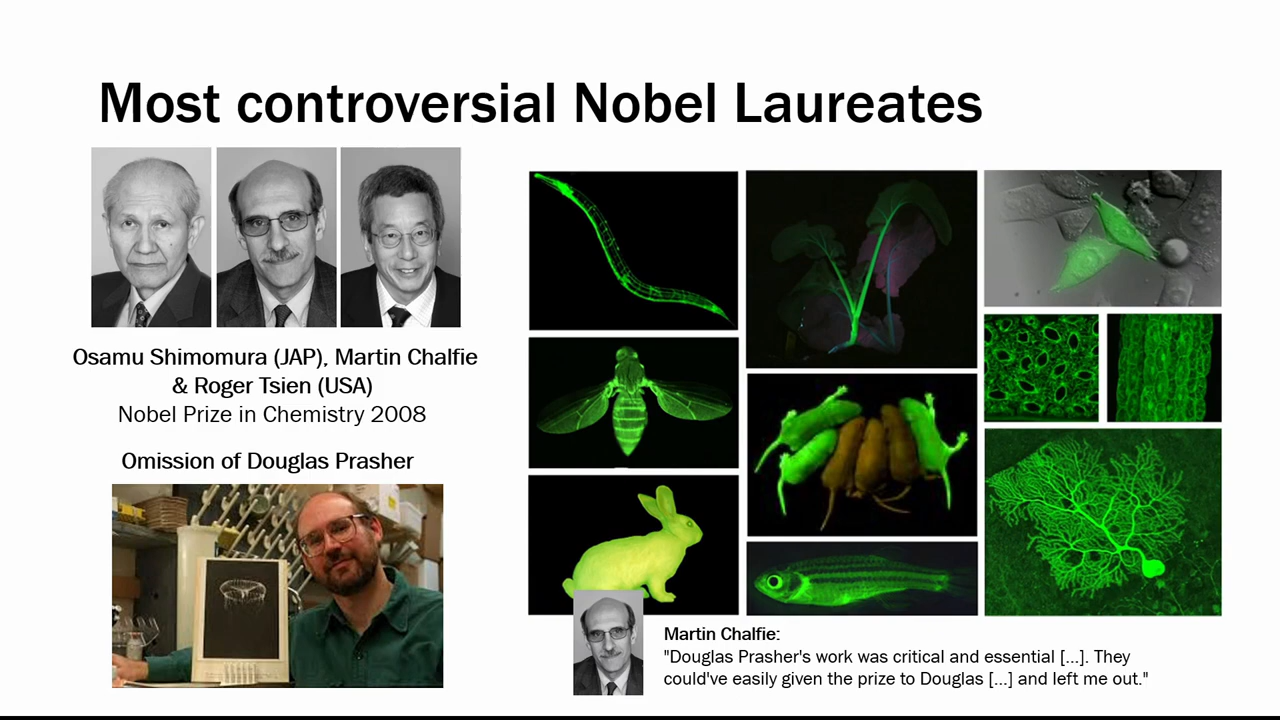 Most controversial Nobel Laureates
Osamu Shimomura (JAP), Martin Chalfie
& Roger Tsien (USA)
Nobel Prize in Chemistry 2008
Omission of Douglas Prasher
Martin Chalfie:
"Douglas Prasher's work was critical and essential [...]. They
could've easily given the prize to Douglas [...] and left me out."